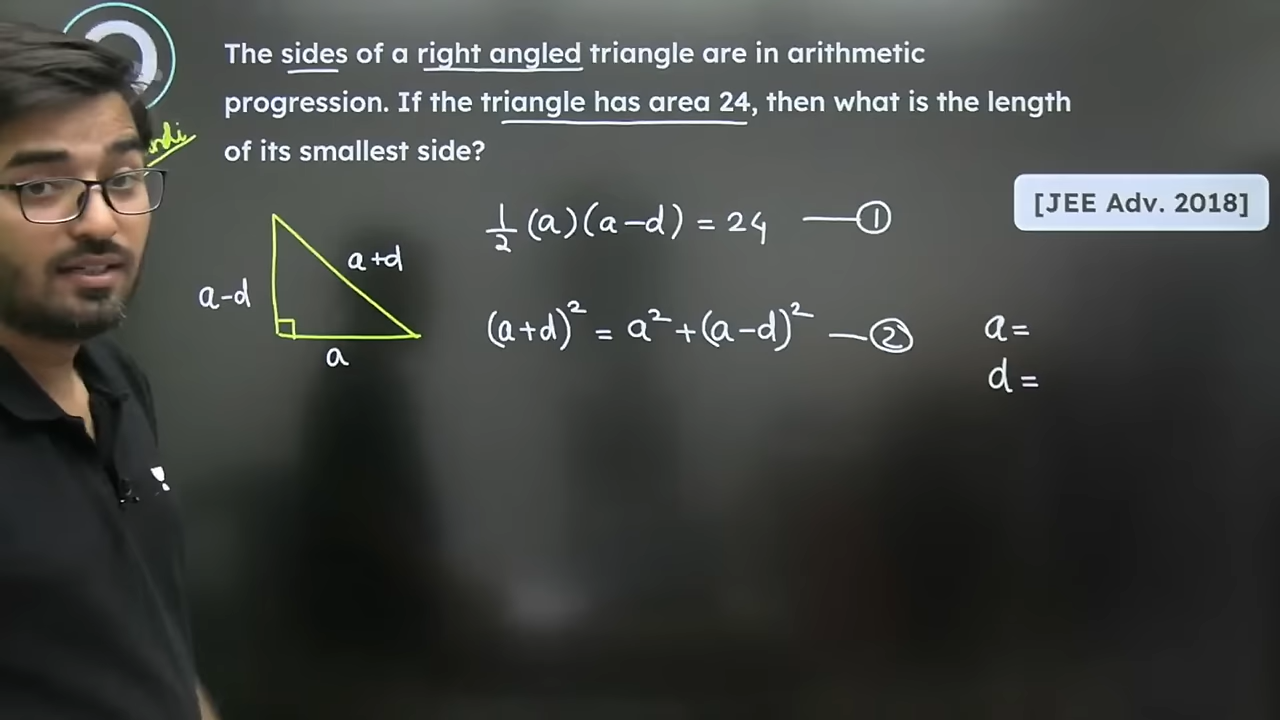 The sides of a right angled triangle are in arithmetic
progression. If the triangle has area 24, then what is the length
of its smallest side?
[JEE Adv. 2018]
a-d
a+d
a
½(a)(a-d) = 24 —①
(a+d)² = a²+(a-d)² —②
a=
d=